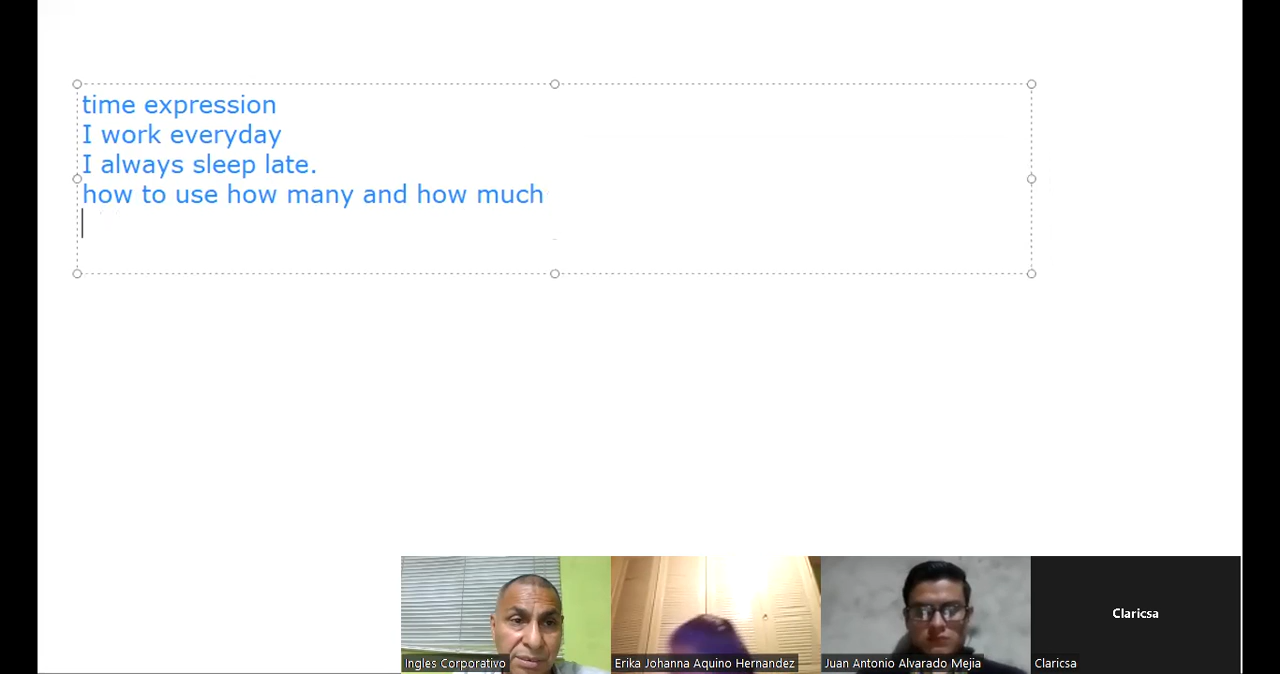 time expression
I work everyday
I always sleep late.
how to use how many and how much
Claricsa
Ingles Corporativo
Erika Johanna Aquino Hernandez
Juan Antonio Alvarado Mejia
Claricsa